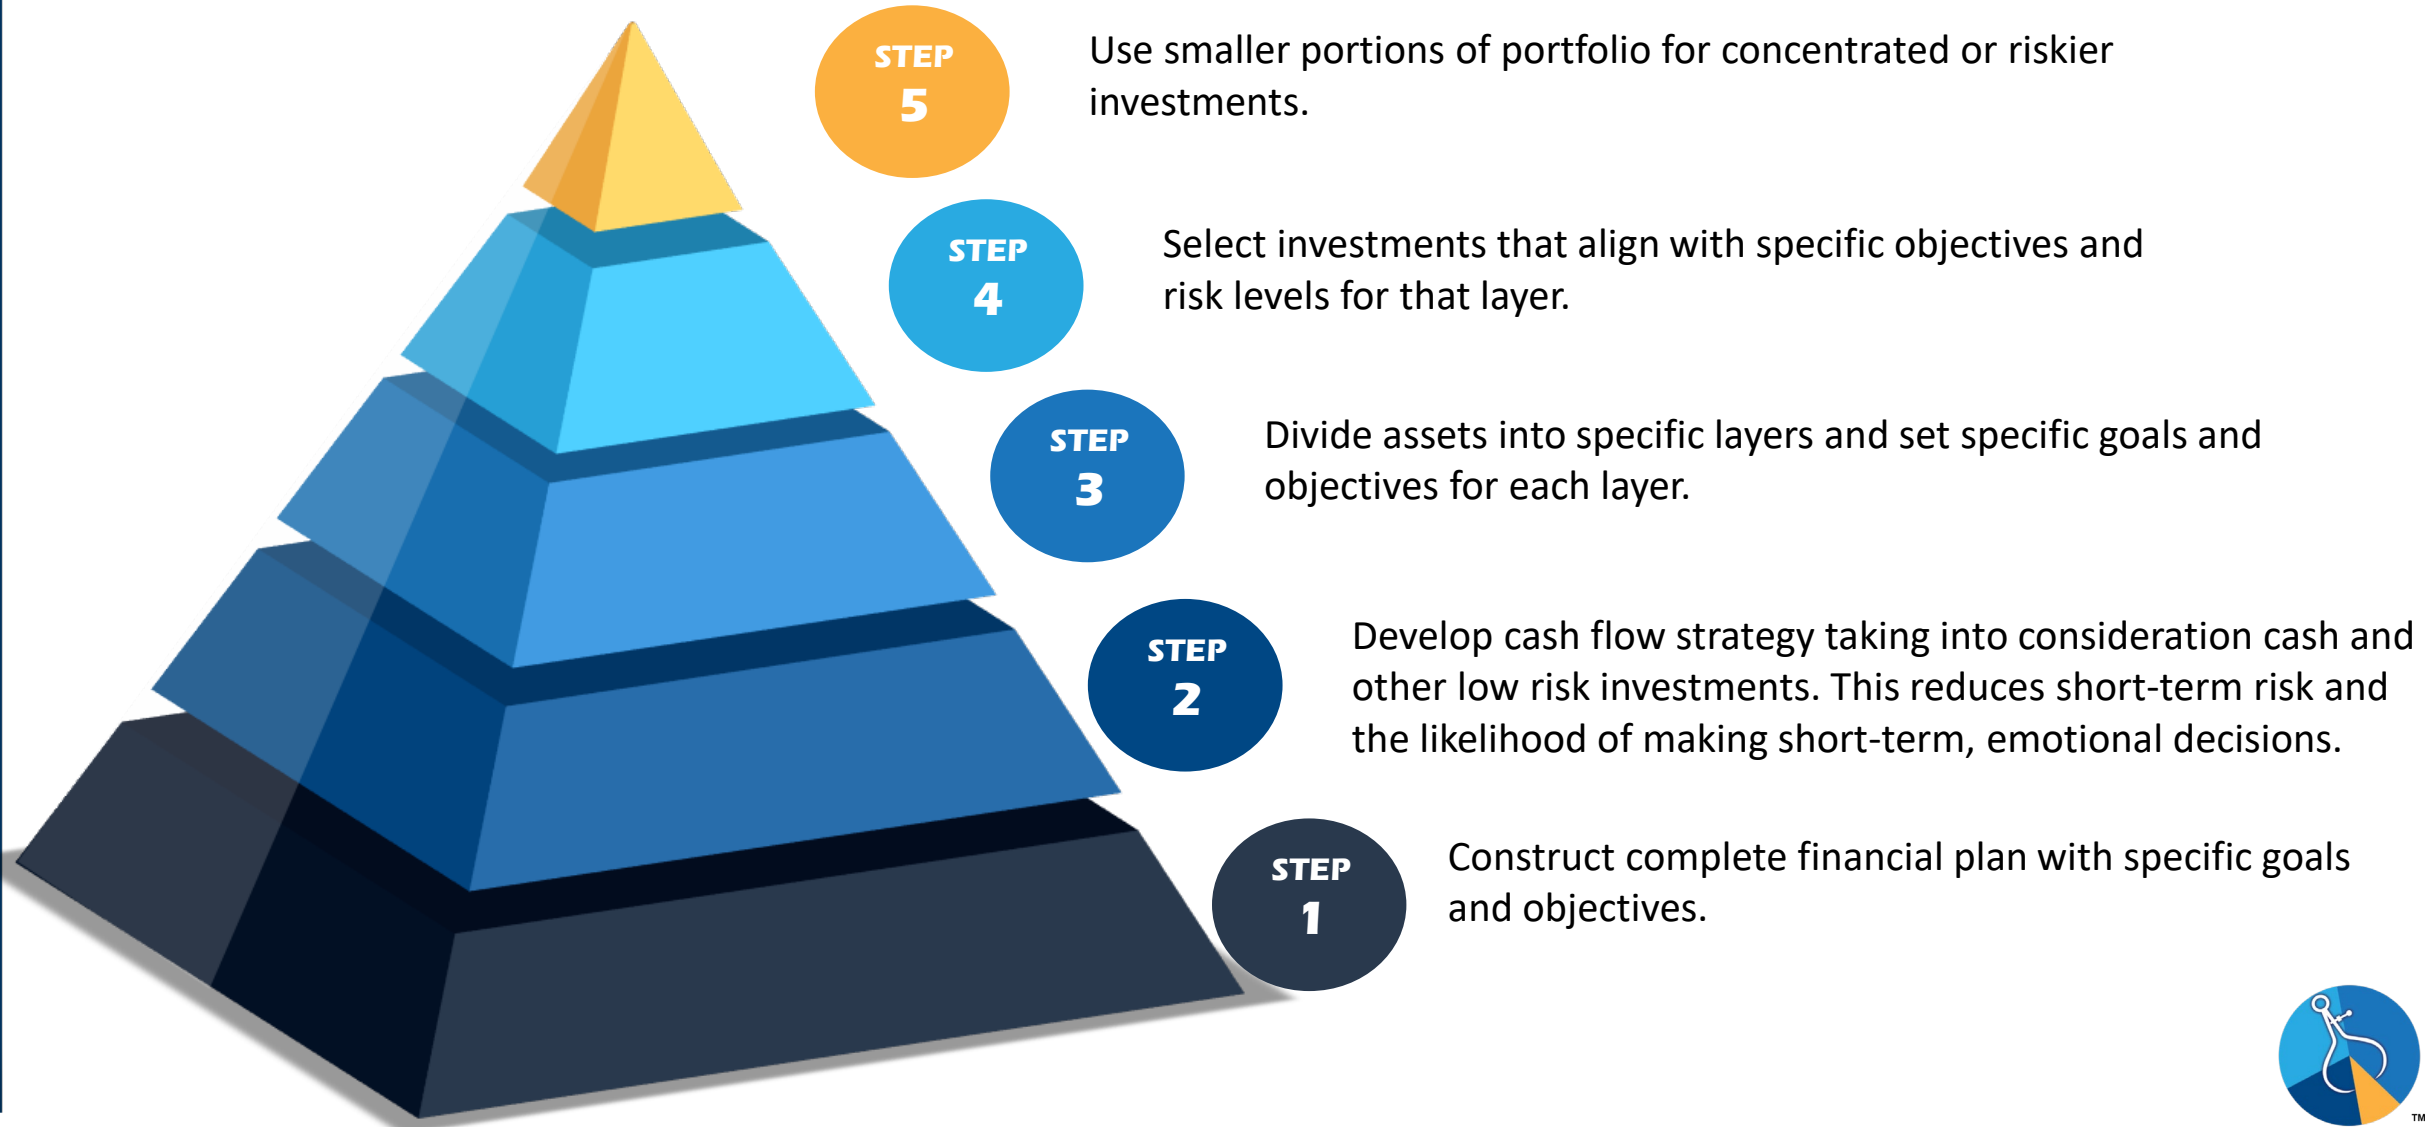 STEP
5
Use smaller portions of portfolio for concentrated or riskier
investments.
STEP
4
Select investments that align with specific objectives and
risk levels for that layer.
STEP
3
Divide assets into specific layers and set specific goals and
objectives for each layer.
STEP
2
Develop cash flow strategy taking into consideration cash and
other low risk investments. This reduces short-term risk and
the likelihood of making short-term, emotional decisions.
STEP
1
Construct complete financial plan with specific goals
and objectives.
TM